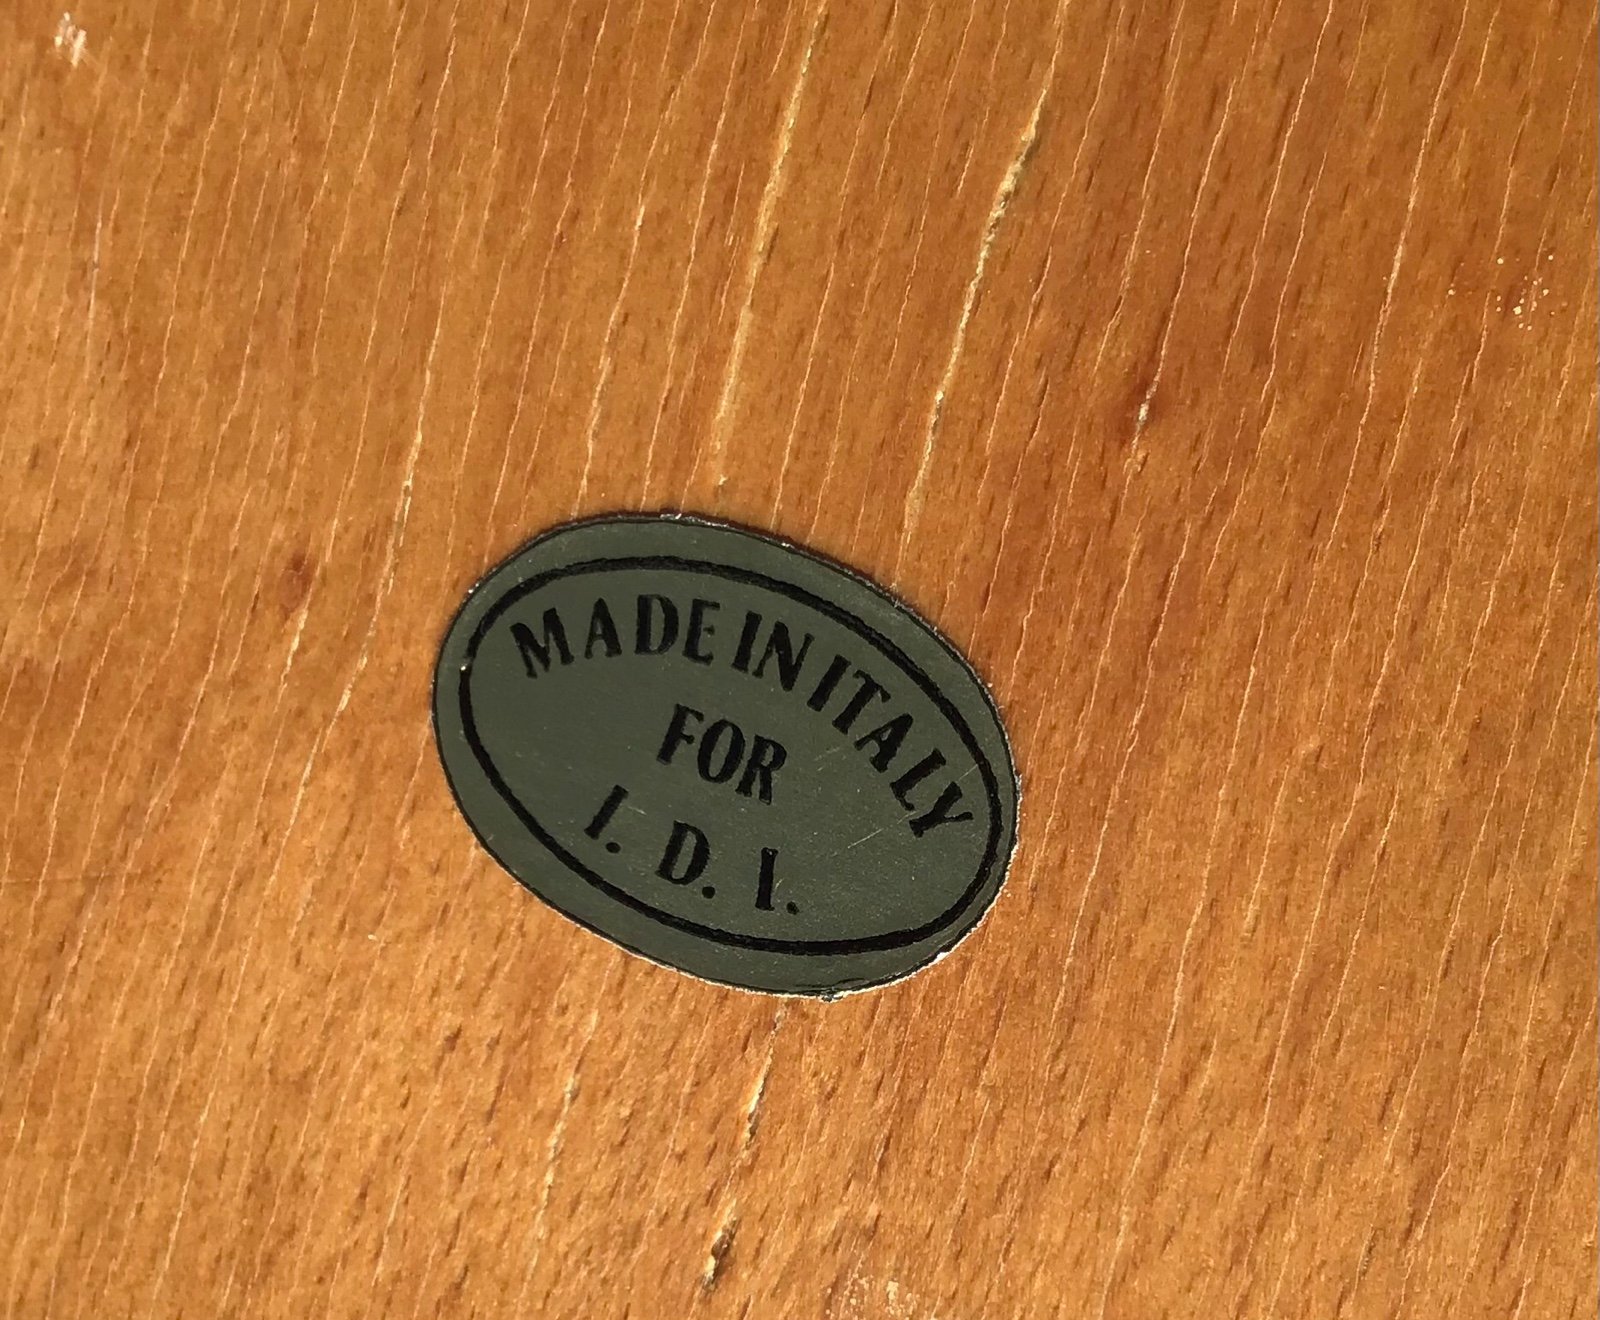 MADE IN ITALY
FOR
I. D. I.